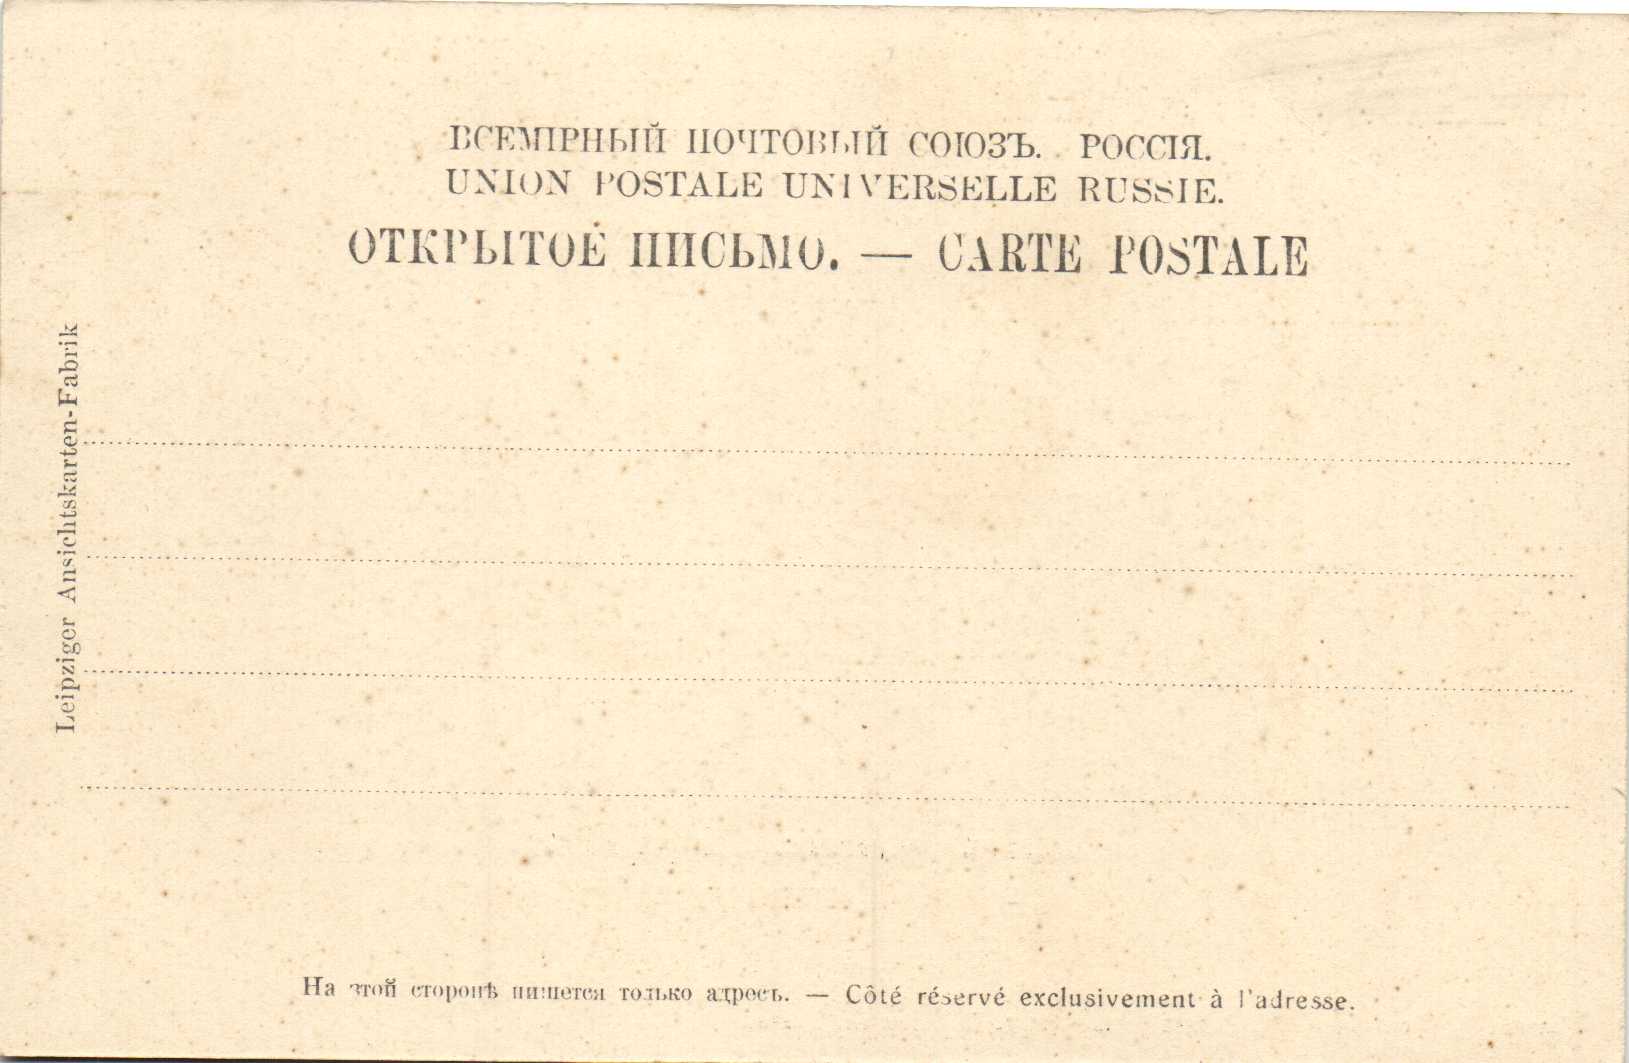 ВСЕМІРНЫЙ ПОЧТОВЫЙ СОЮЗЪ. РОССІЯ.
UNION POSTALE UNIVERSELLE RUSSIE.
ОТКРЫТОЕ ПИСЬМО. — CARTE POSTALE
Leipziger Ansichtskarten-Fabrik
На этой сторонѣ пишется только адресъ. — Côté réservé exclusivement à l'adresse.